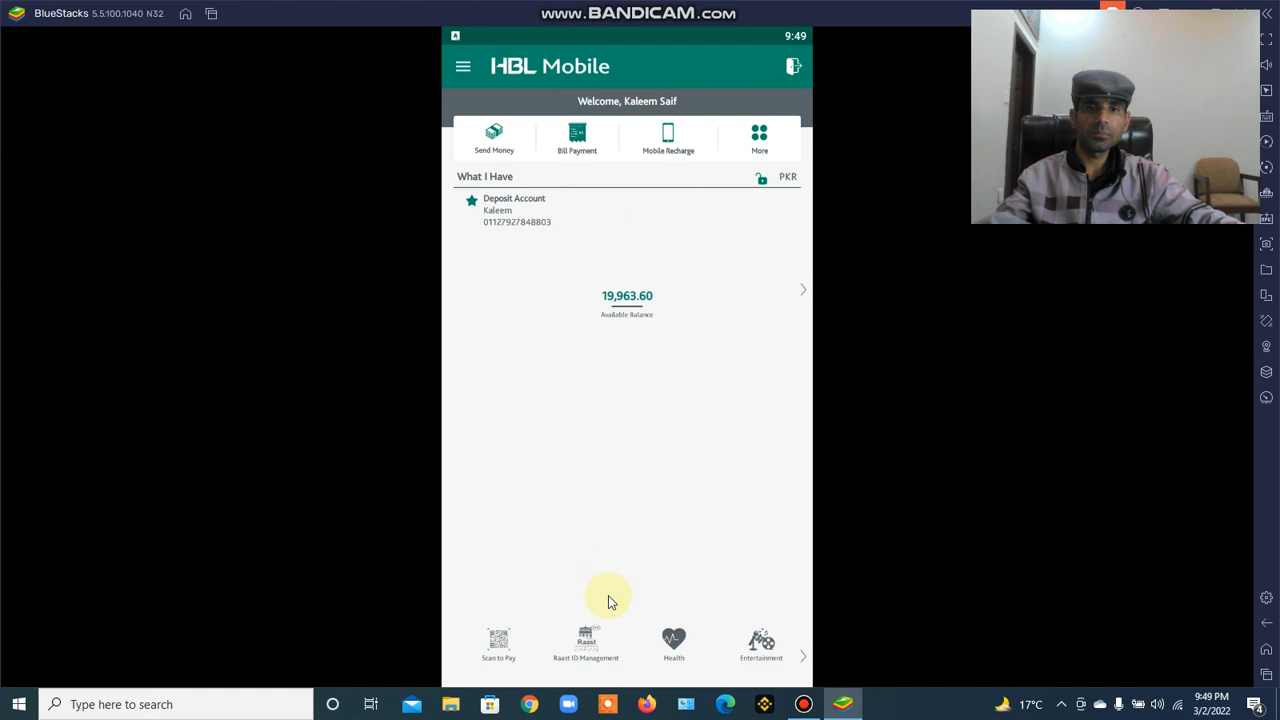 www.BANDICAM.com
BlueStacks
5.5.100.1040 N32
9:49
HBL Mobile
Welcome, Kaleem Saif
Send Money
Bill Payment
Mobile Recharge
More
What I Have
PKR
Deposit Account
Kaleem
01127927848803
19,963.60
Available Balance
Scan to Pay
Raast
Raast ID Management
Health
Entertainment
Type here to search
17°C
9:49 PM
3/2/2022
4